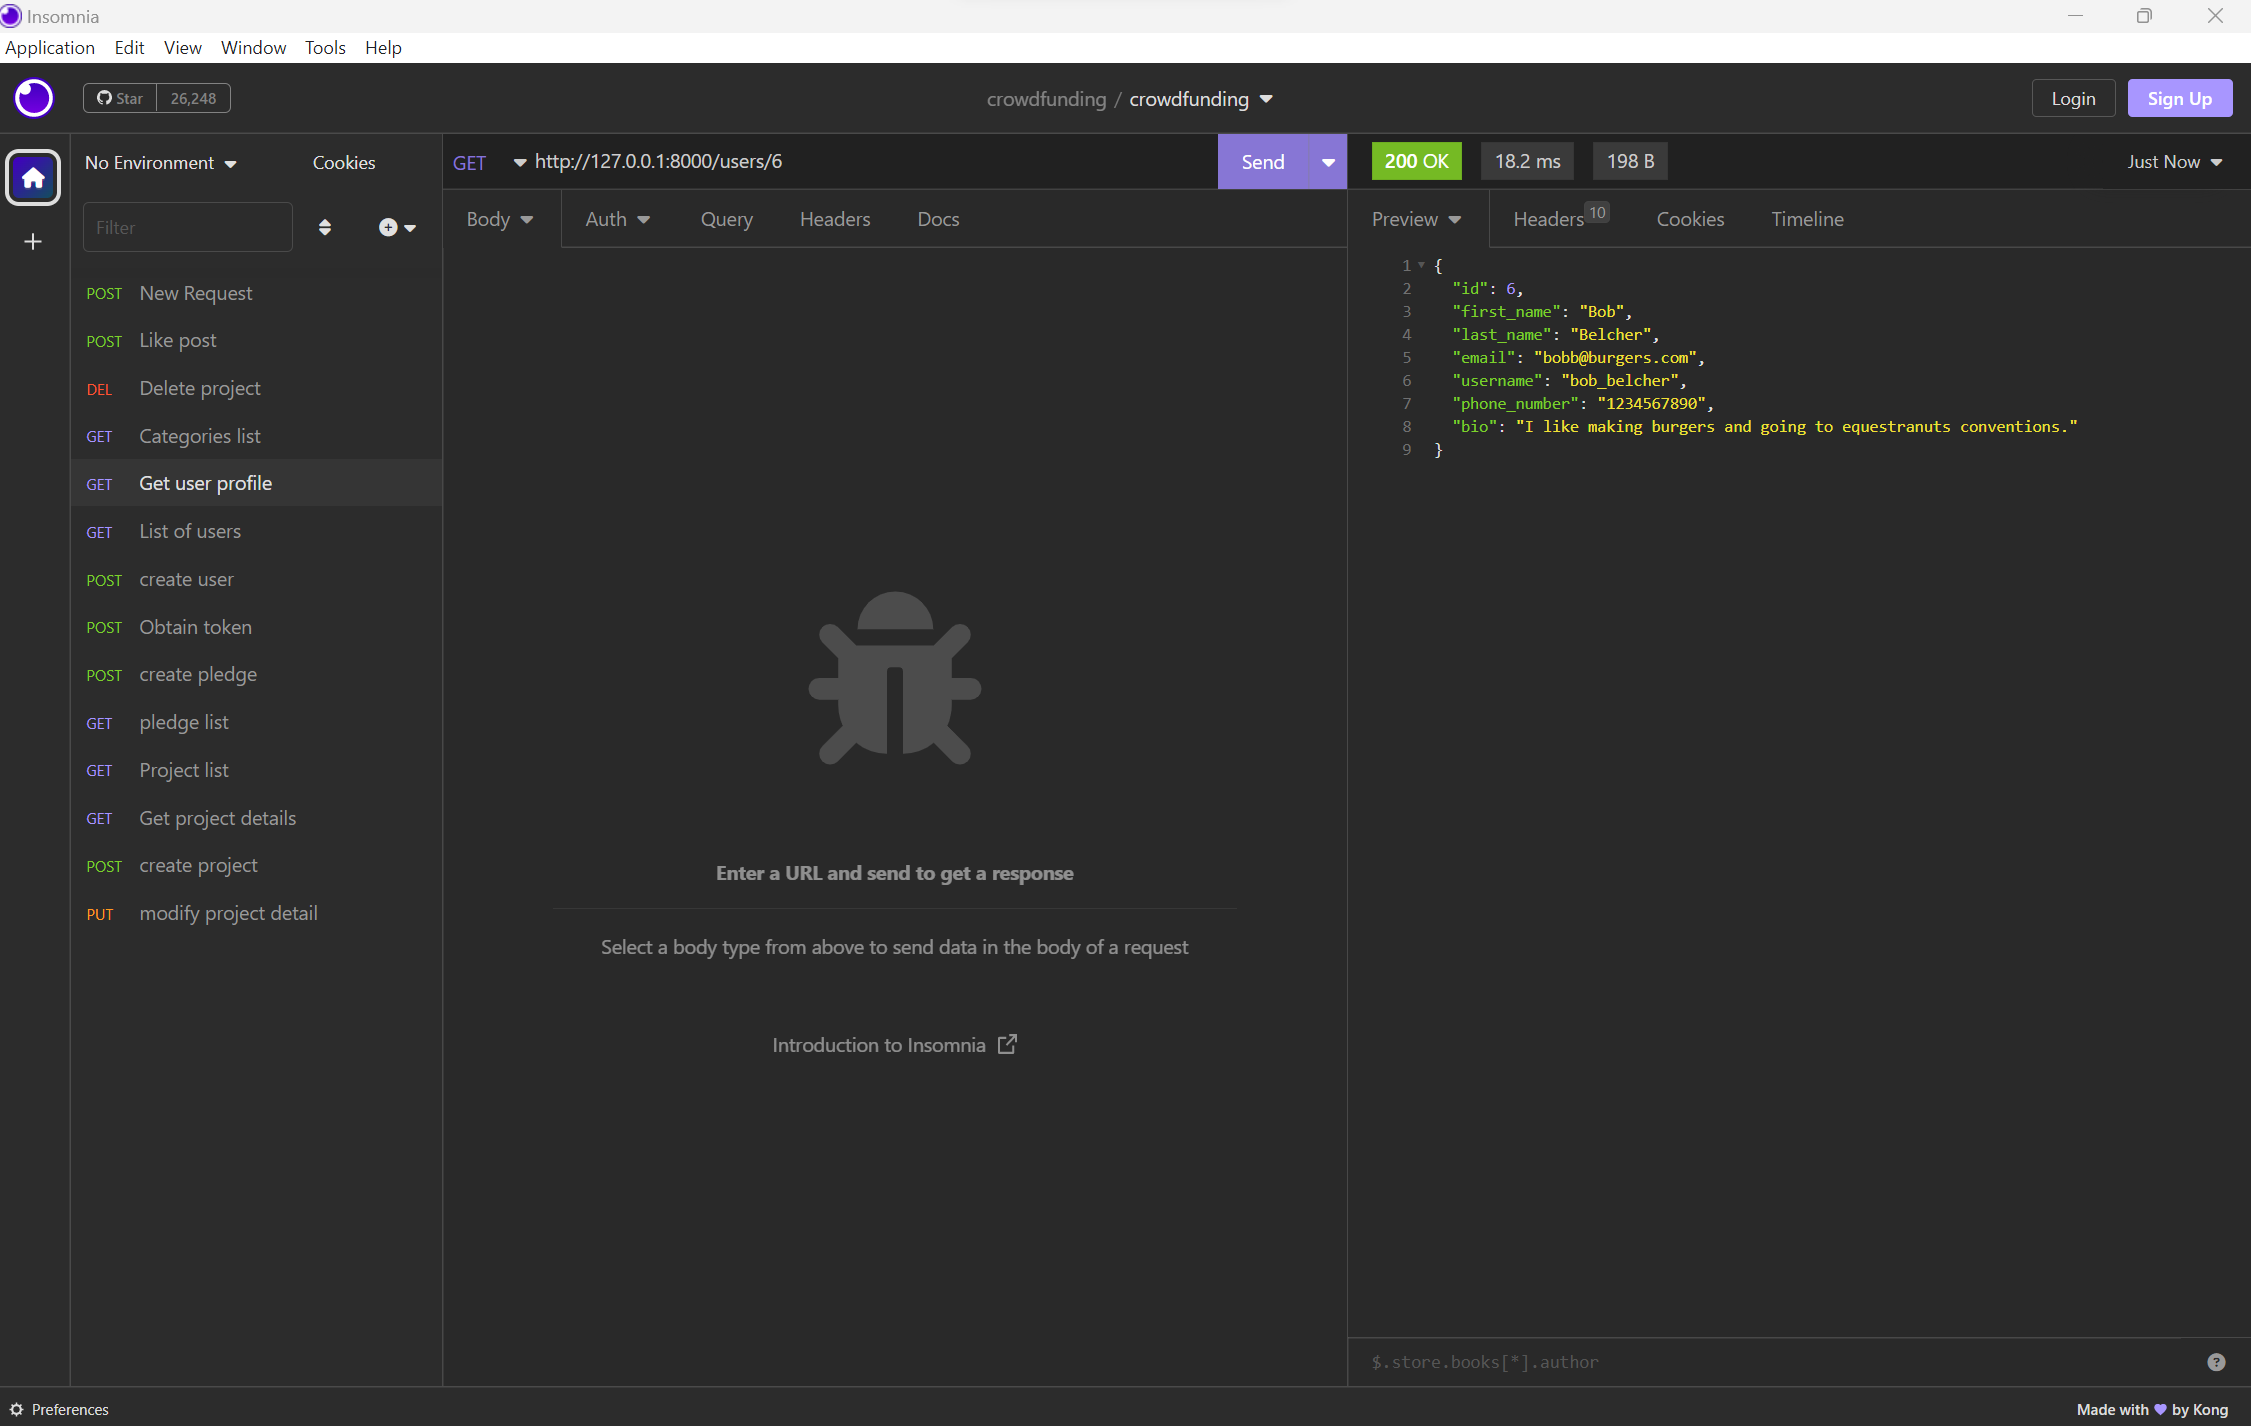 Insomnia
Application Edit View Window Tools Help
Star 26,248
crowdfunding / crowdfunding
Login Sign Up
No Environment Cookies
Filter
POST New Request
POST Like post
DEL Delete project
GET Categories list
GET Get user profile
GET List of users
POST create user
POST Obtain token
POST create pledge
GET pledge list
GET Project list
GET Get project details
POST create project
PUT modify project detail
GET http://127.0.0.1:8000/users/6 Send
Body Auth Query Headers Docs
Enter a URL and send to get a response
Select a body type from above to send data in the body of a request
Introduction to Insomnia
200 OK 18.2 ms 198 B Just Now
Preview Headers 10 Cookies Timeline
1 {
2 "id": 6,
3 "first_name": "Bob",
4 "last_name": "Belcher",
5 "email": "bobb@burgers.com",
6 "username": "bob_belcher",
7 "phone_number": "1234567890",
8 "bio": "I like making burgers and going to equestranuts conventions."
9 }
$.store.books[*].author
Preferences
Made with 💜 by Kong